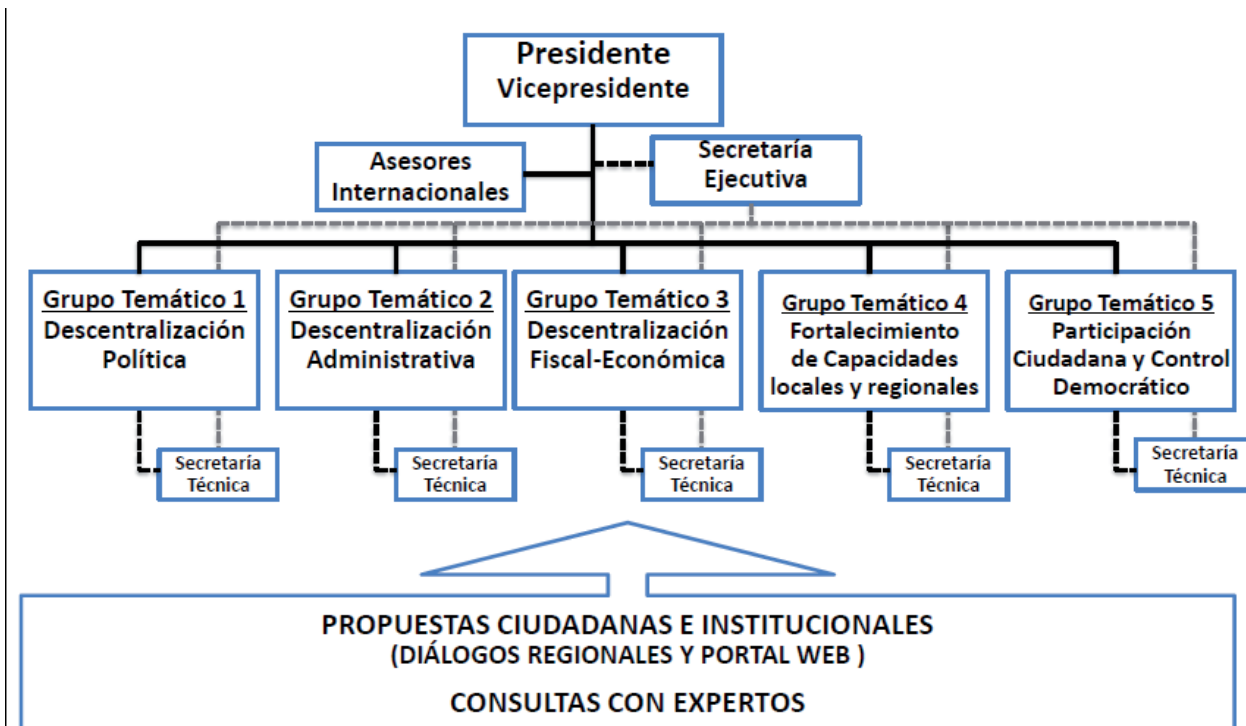 Presidente
Vicepresidente
Asesores
Internacionales
Secretaría
Ejecutiva
Grupo Temático 1
Descentralización
Política
Grupo Temático 2
Descentralización
Administrativa
Grupo Temático 3
Descentralización
Fiscal-Económica
Grupo Temático 4
Fortalecimiento
de Capacidades
locales y regionales
Grupo Temático 5
Participación
Ciudadana y Control
Democrático
Secretaría
Técnica
Secretaría
Técnica
Secretaría
Técnica
Secretaría
Técnica
Secretaría
Técnica
PROPUESTAS CIUDADANAS E INSTITUCIONALES
(DIÁLOGOS REGIONALES Y PORTAL WEB )
CONSULTAS CON EXPERTOS